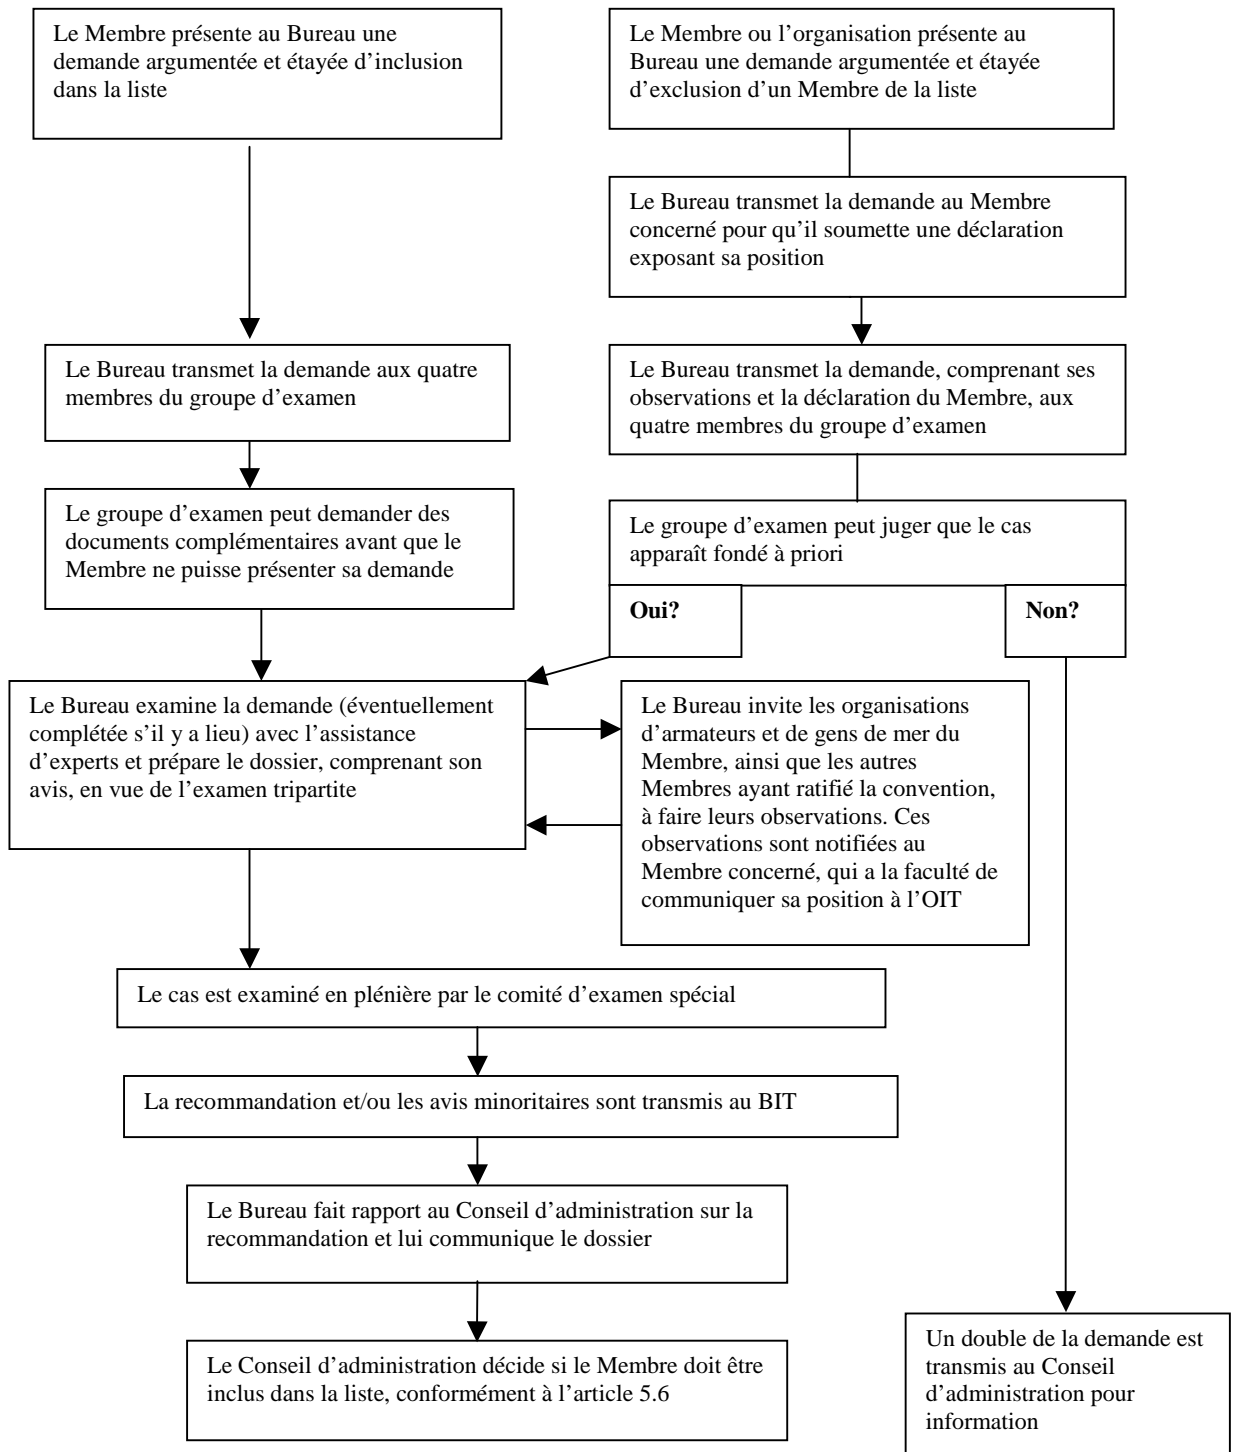 Le Membre présente au Bureau une
demande argumentée et étayée d’inclusion
dans la liste
Le Membre ou l’organisation présente au
Bureau une demande argumentée et étayée
d’exclusion d’un Membre de la liste
Le Bureau transmet la demande au Membre
concerné pour qu’il soumette une déclaration
exposant sa position
Le Bureau transmet la demande aux quatre
membres du groupe d’examen
Le Bureau transmet la demande, comprenant ses
observations et la déclaration du Membre, aux
quatre membres du groupe d’examen
Le groupe d’examen peut demander des
documents complémentaires avant que le
Membre ne puisse présenter sa demande
Le groupe d’examen peut juger que le cas
apparaît fondé à priori
Oui?
Non?
Le Bureau examine la demande (éventuellement
complétée s’il y a lieu) avec l’assistance
d’experts et prépare le dossier, comprenant son
avis, en vue de l’examen tripartite
Le Bureau invite les organisations
d’armateurs et de gens de mer du
Membre, ainsi que les autres
Membres ayant ratifié la convention,
à faire leurs observations. Ces
observations sont notifiées au
Membre concerné, qui a la faculté de
communiquer sa position à l’OIT
Le cas est examiné en plénière par le comité d’examen spécial
La recommandation et/ou les avis minoritaires sont transmis au BIT
Le Bureau fait rapport au Conseil d’administration sur la
recommandation et lui communique le dossier
Le Conseil d’administration décide si le Membre doit être
inclus dans la liste, conformément à l’article 5.6
Un double de la demande est
transmis au Conseil
d’administration pour
information